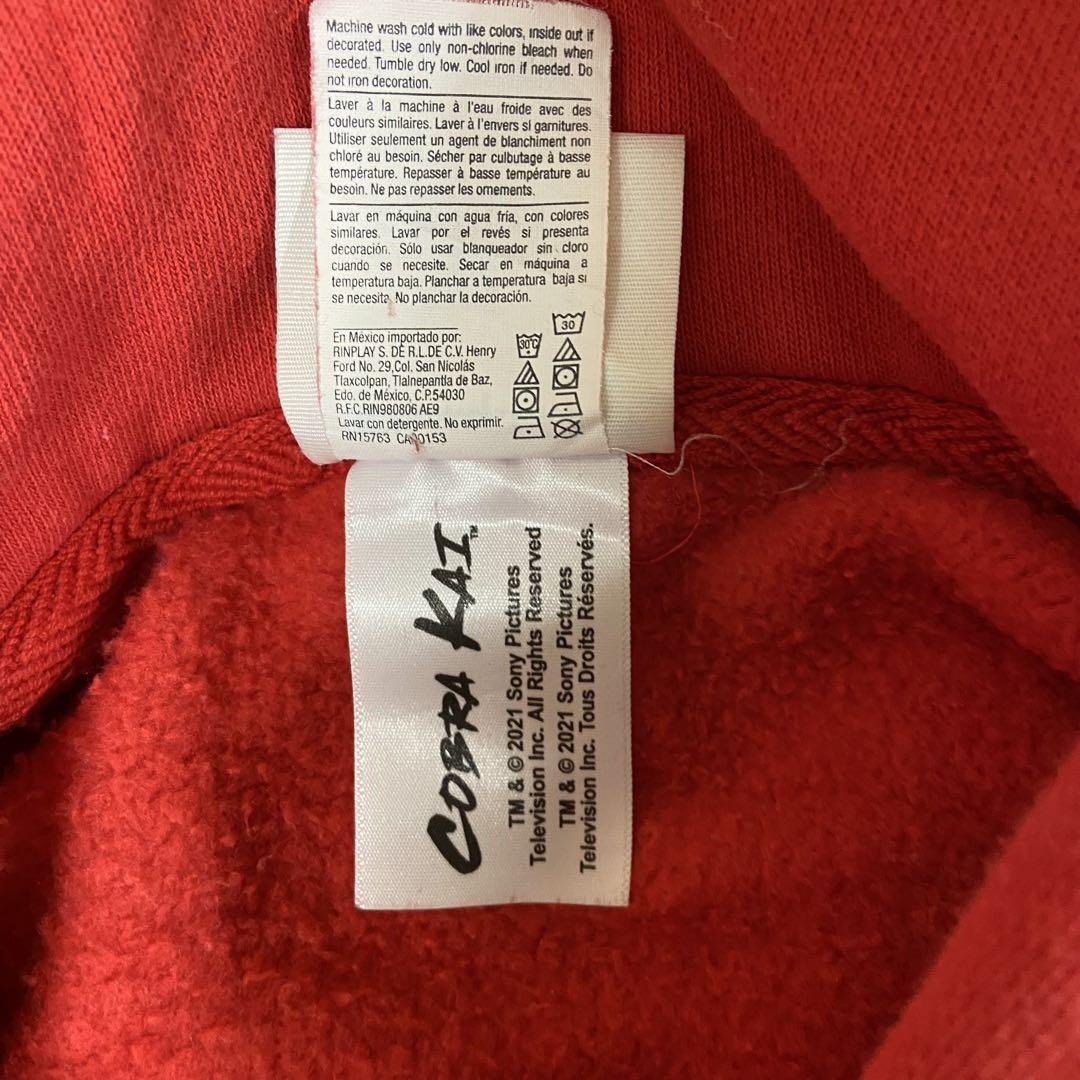 Machine wash cold with like colors, inside out if
decorated. Use only non-chlorine bleach when
needed. Tumble dry low. Cool iron if needed. Do
not iron decoration.
Laver à la machine à l'eau froide avec des
couleurs similaires. Laver à l'envers si garnitures.
Utiliser seulement un agent de blanchiment non
chloré au besoin. Sécher par culbutage à basse
température. Repasser à basse température au
besoin. Ne pas repasser les ornements.
Lavar en máquina con agua fría, con colores
similares. Lavar por el revés si presenta
decoración. Sólo usar blanqueador sin cloro
cuando se necesite. Secar en máquina a
temperatura baja. Planchar a temperatura baja si
se necesita. No planchar la decoración.
En México importado por:
RINPLAY S. DE R.L.DE C.V. Henry
Ford No. 29,Col. San Nicolás
Tlaxcolpan, Tlalnepantla de Baz,
Edo. de México, C.P.54030
R.F.C.RIN980806 AE9
Lavar con detergente. No exprimir.
RN15763
30°C
30
COBRA KAI™
TM & © 2021 Sony Pictures
Television Inc. All Rights Reserved
TM & © 2021 Sony Pictures
Television Inc. Tous Droits Réservés.